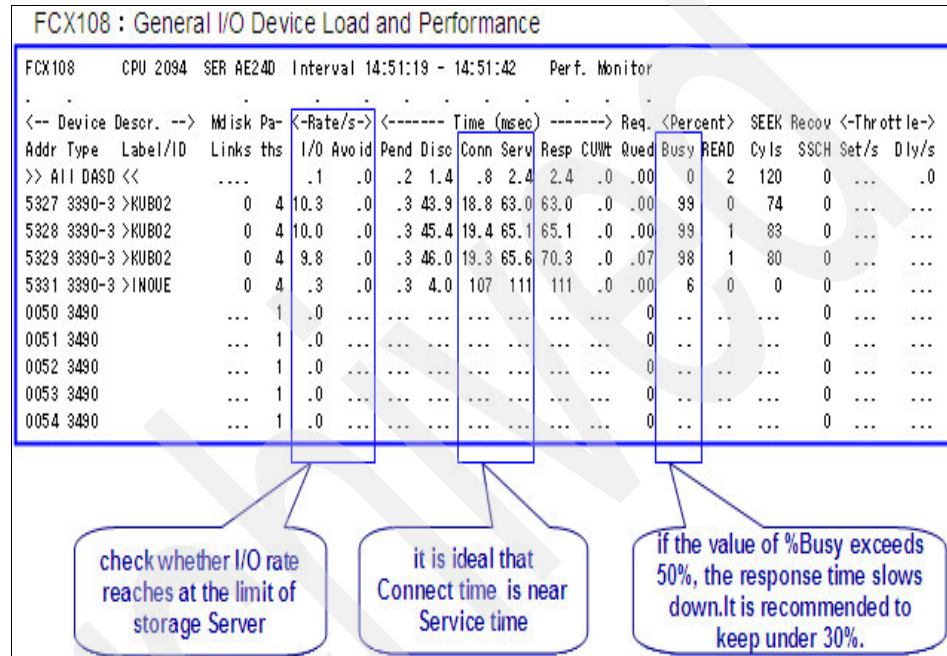 FCX108 : General I/O Device Load and Performance
FCX108 CPU 2094 SER AE24D Interval 14:51:19 - 14:51:42 Perf. Monitor
. . . . . . . . . . . . .
<-- Device Descr. --> Mdisk Pa- <-Rate/s-> <------- Time (msec) -------> Req. <Percent> SEEK Recov <-Throttle->
Addr Type Label/ID Links ths I/O Avoid Pend Disc Conn Serv Resp CUWt Qued Busy READ Cyls SSCH Set/s Dly/s
>> All DASD << .... .1 .0 .2 1.4 .8 2.4 2.4 .0 .00 0 2 120 0 ... .0
5327 3390-3 >KUB02 0 4 10.3 .0 .3 43.9 18.8 63.0 63.0 .0 .00 99 0 74 0 ... ...
5328 3390-3 >KUB02 0 4 10.0 .0 .3 45.4 19.4 65.1 65.1 .0 .00 99 1 83 0 ... ...
5329 3390-3 >KUB02 0 4 9.8 .0 .3 46.0 19.3 65.6 70.3 .0 .07 98 1 80 0 ... ...
5331 3390-3 >INOUE 0 4 .3 .0 .3 4.0 107 111 111 .0 .00 6 0 0 0 ... ...
0050 3490 ... 1 .0 ... ... ... ... ... ... ... 0 .. .. ... 0 ... ...
0051 3490 ... 1 .0 ... ... ... ... ... ... ... 0 .. .. ... 0 ... ...
0052 3490 ... 1 .0 ... ... ... ... ... ... ... 0 .. .. ... 0 ... ...
0053 3490 ... 1 .0 ... ... ... ... ... ... ... 0 .. .. ... 0 ... ...
0054 3490 ... 1 .0 ... ... ... ... ... ... ... 0 .. .. ... 0 ... ...
check whether I/O rate
reaches at the limit of
storage Server
it is ideal that
Connect time is near
Service time
if the value of %Busy exceeds
50%, the response time slows
down.It is recommended to
keep under 30%.